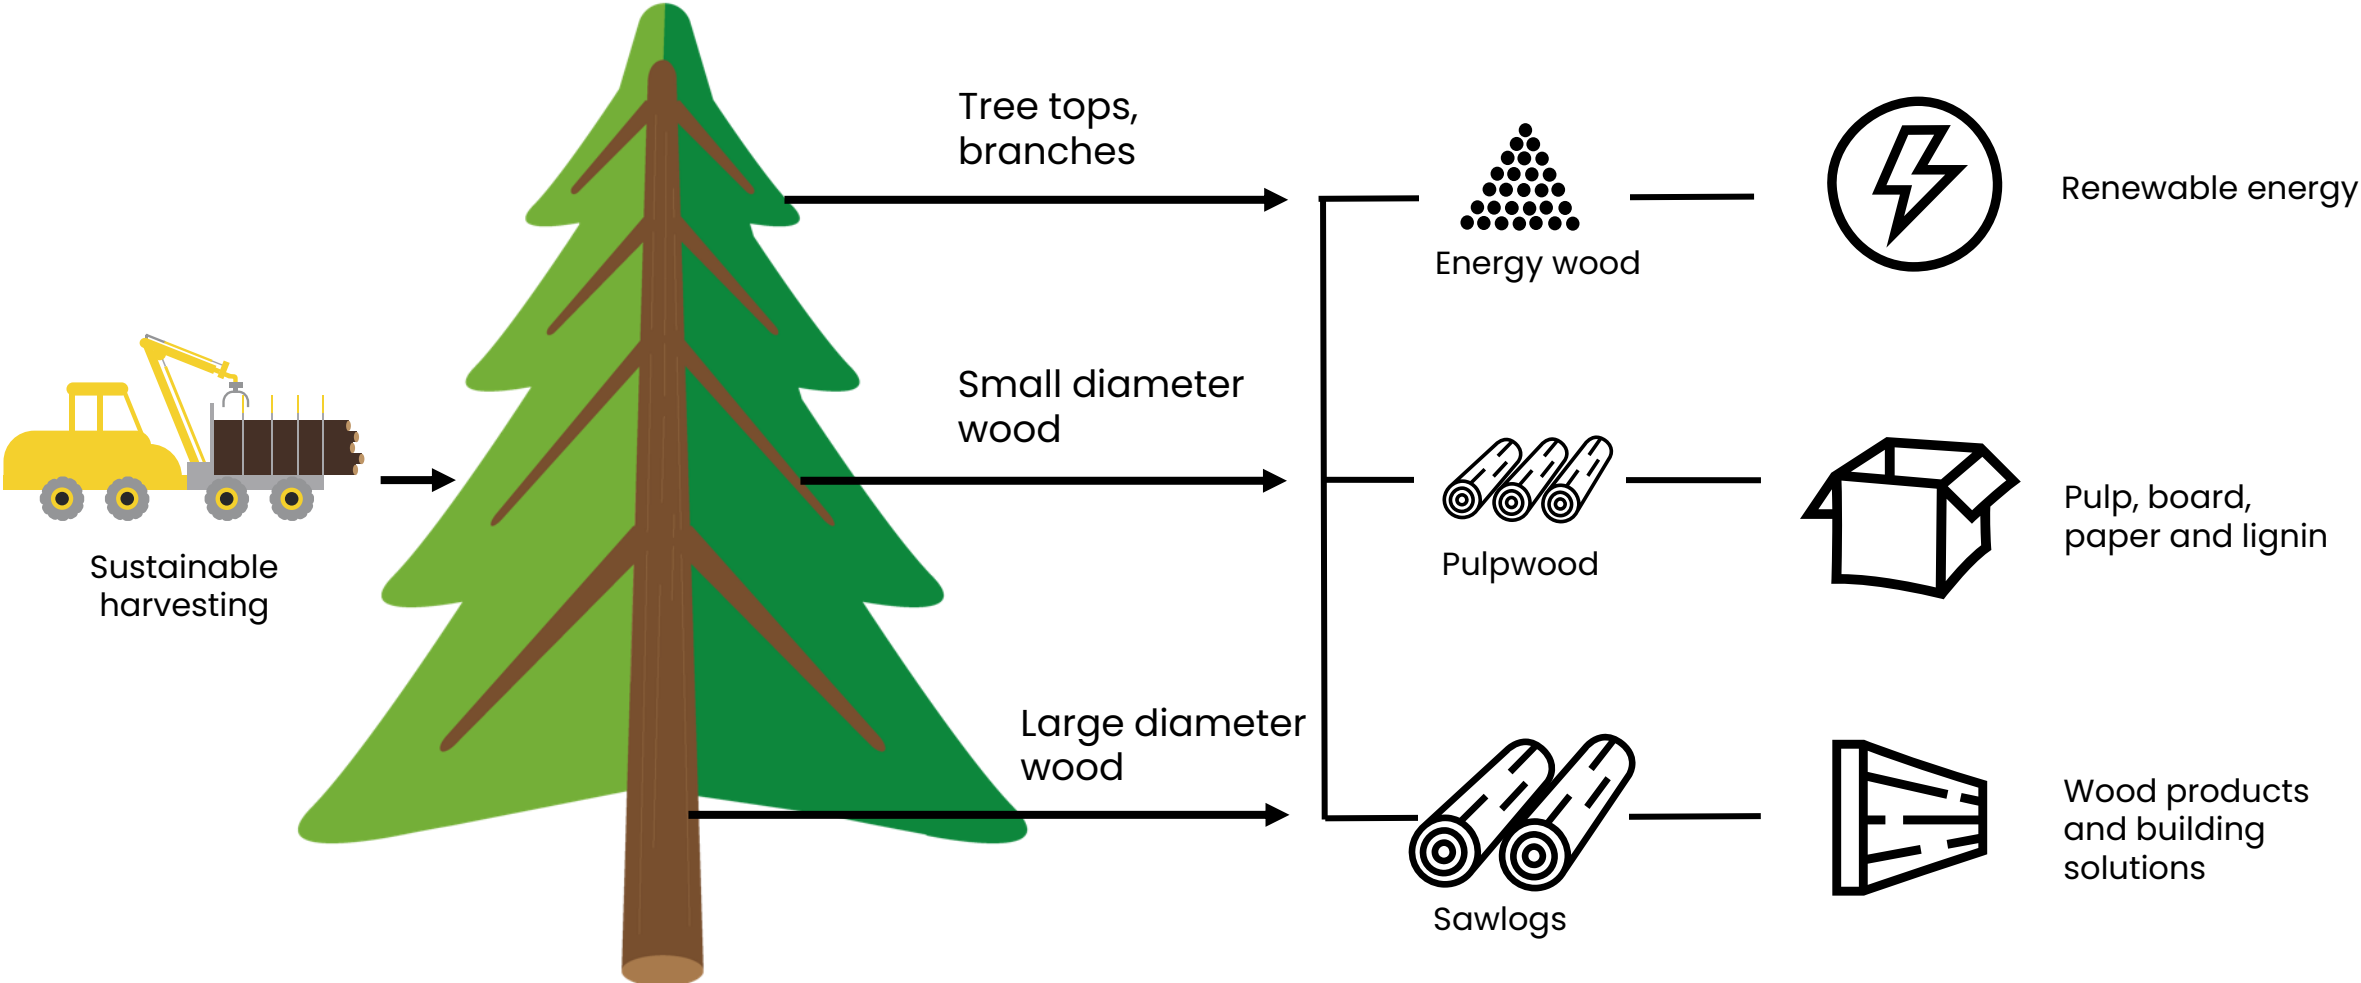 Tree tops,
branches
Energy wood
Renewable energy
Sustainable
harvesting
Small diameter
wood
Pulpwood
Pulp, board,
paper and lignin
Large diameter
wood
Sawlogs
Wood products
and building
solutions